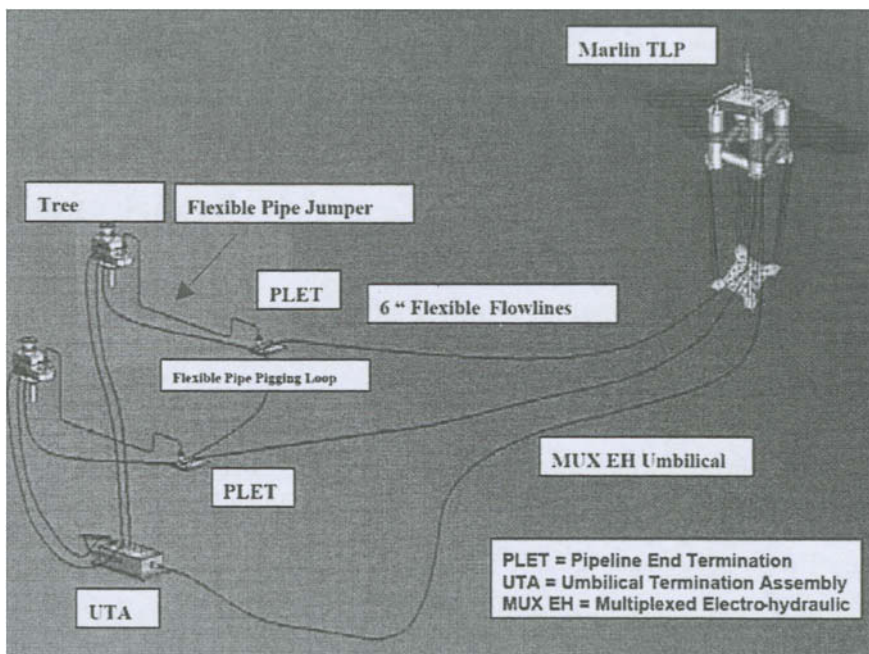 Marlin TLP
Tree
Flexible Pipe Jumper
PLET
6 “ Flexible Flowlines
Flexible Pipe Pigging Loop
MUX EH Umbilical
PLET
PLET = Pipeline End Termination
UTA = Umbilical Termination Assembly
MUX EH = Multiplexed Electro-hydraulic
UTA